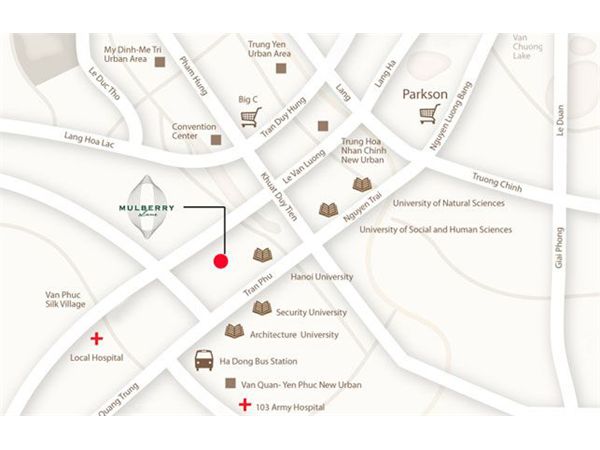 Van
Chuong
Lake
Trung Yen
Urban Area
My Dinh-Me Tri
Urban Area
Pham Hung
Lang Ha
Le Duc Tho
Lang
Nguyen Luong Bang
Le Duan
Big C
Parkson
Tran Duy Hung
Convention
Center
Lang Hoa Lac
Trung Hoa
Nhan Chinh
New Urban
Le Van Luong
Khuat Duy Tien
Truong Chinh
MULBERRY
Lane
Nguyen Trai
University of Natural Sciences
University of Social and Human Sciences
Giai Phong
Tran Phu
Hanoi University
Van Phuc
Silk Village
Security University
Architecture University
Local Hospital
Ha Dong Bus Station
Van Quan- Yen Phuc New Urban
Quang Trung
103 Army Hospital